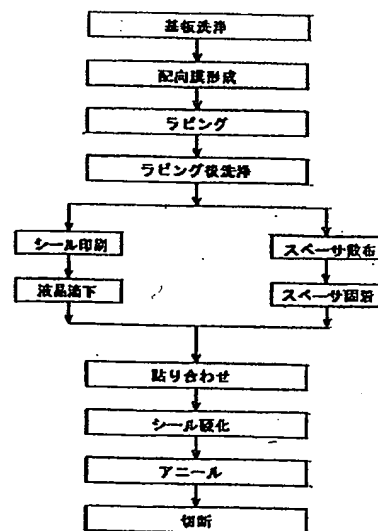 基板洗浄
配向膜形成
ラビング
ラビング後洗浄
シール印刷
スペーサ散布
液晶滴下
スペーサ固着
貼り合わせ
シール硬化
アニール
切断